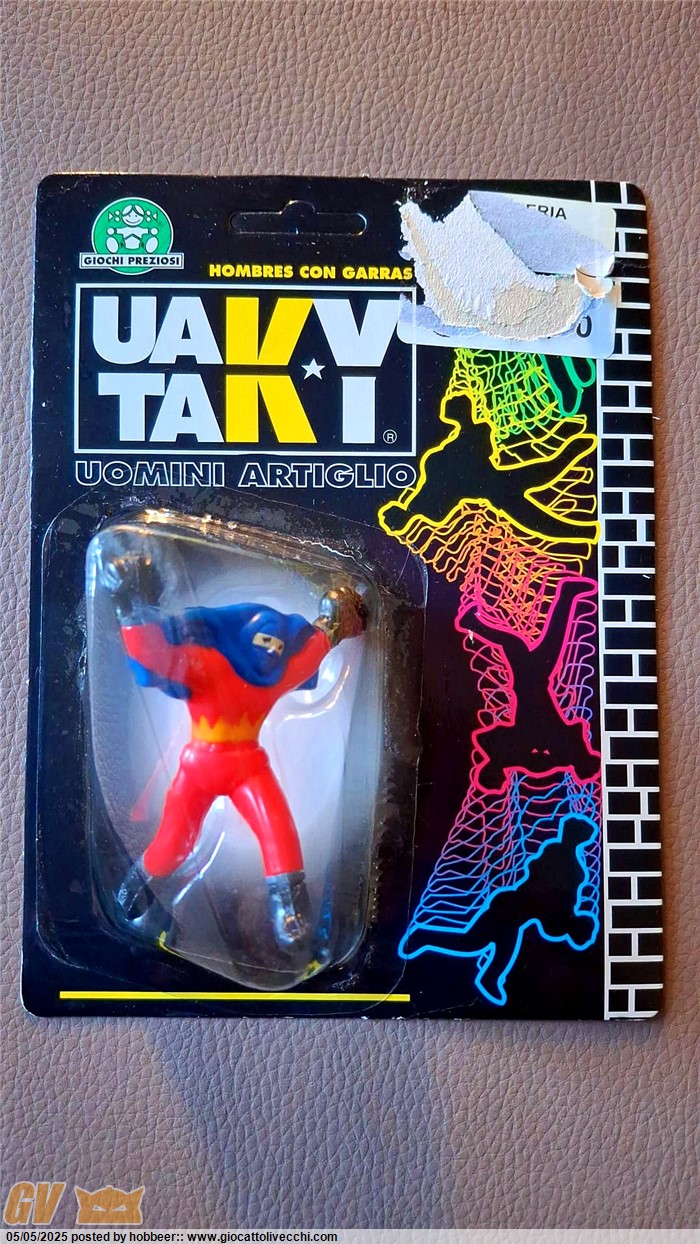 GIOCHI PREZIOSI
HOMBRES CON GARRAS
UAKY
TAKI
®
UOMINI ARTIGLIO
GV
05/05/2025 posted by hobbeer:: www.giocattolivecchi.com